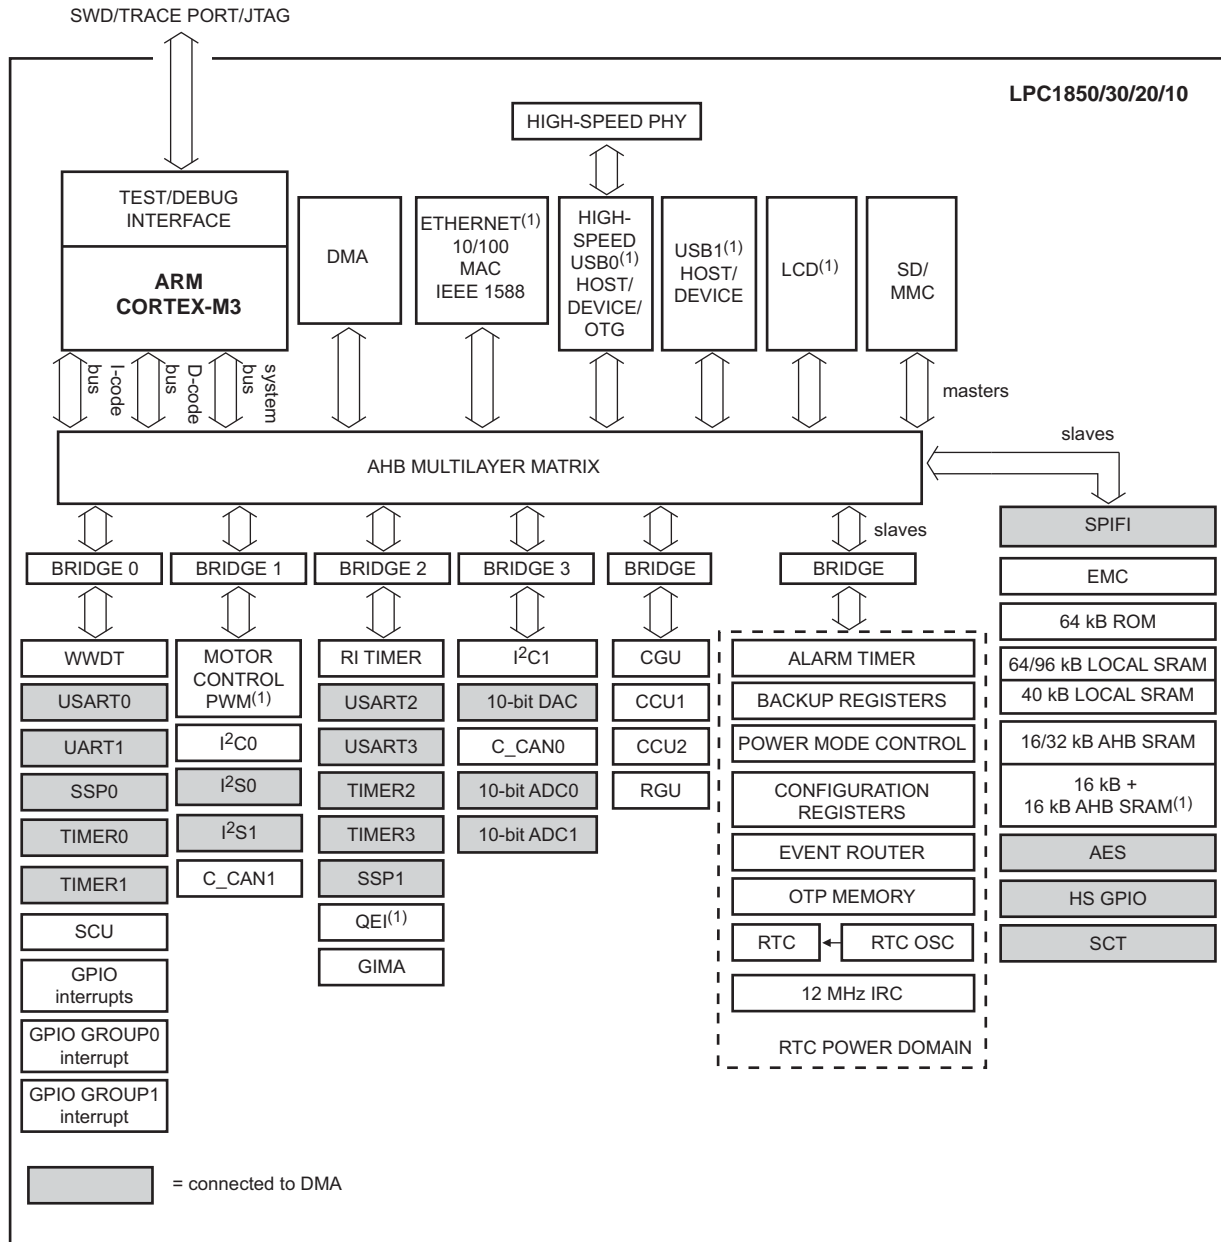 SWD/TRACE PORT/JTAG
LPC1850/30/20/10
HIGH-SPEED PHY
TEST/DEBUG
INTERFACE
ARM
CORTEX-M3
DMA
ETHERNET(1)
10/100
MAC
IEEE 1588
HIGH-
SPEED
USB0(1)
HOST/
DEVICE/
OTG
USB1(1)
HOST/
DEVICE
LCD(1)
SD/
MMC
I-code
bus
D-code
bus
system
bus
masters
slaves
AHB MULTILAYER MATRIX
slaves
BRIDGE 0
BRIDGE 1
BRIDGE 2
BRIDGE 3
BRIDGE
BRIDGE
WWDT
USART0
UART1
SSP0
TIMER0
TIMER1
SCU
GPIO
interrupts
GPIO GROUP0
interrupt
GPIO GROUP1
interrupt
MOTOR
CONTROL
PWM(1)
I2C0
I2S0
I2S1
C_CAN1
RI TIMER
USART2
USART3
TIMER2
TIMER3
SSP1
QEI(1)
GIMA
I2C1
10-bit DAC
C_CAN0
10-bit ADC0
10-bit ADC1
CGU
CCU1
CCU2
RGU
ALARM TIMER
BACKUP REGISTERS
POWER MODE CONTROL
CONFIGURATION
REGISTERS
EVENT ROUTER
OTP MEMORY
RTC
RTC OSC
12 MHz IRC
RTC POWER DOMAIN
SPIFI
EMC
64 kB ROM
64/96 kB LOCAL SRAM
40 kB LOCAL SRAM
16/32 kB AHB SRAM
16 kB +
16 kB AHB SRAM(1)
AES
HS GPIO
SCT
= connected to DMA